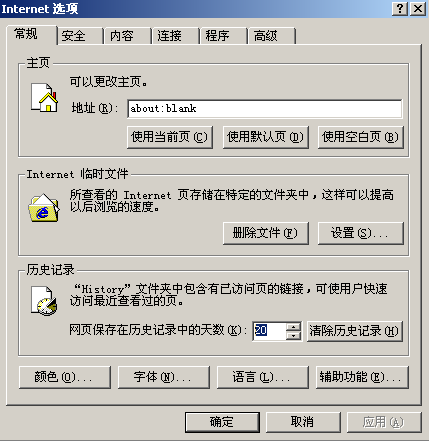 Internet 选项
常规 安全 内容 连接 程序 高级
主页
可以更改主页。
地址(R): about:blank
使用当前页(C) 使用默认页(D) 使用空白页(B)
Internet 临时文件
所查看的 Internet 页存储在特定的文件夹中，这样可以提高
以后浏览的速度。
删除文件(F) 设置(S)...
历史记录
“History”文件夹中包含有已访问页的链接，可使用户快速
访问最近查看过的页。
网页保存在历史记录中的天数(K): 20 清除历史记录(H)
颜色(O)... 字体(N)... 语言(L)... 辅助功能(E)...
确定 取消 应用(A)